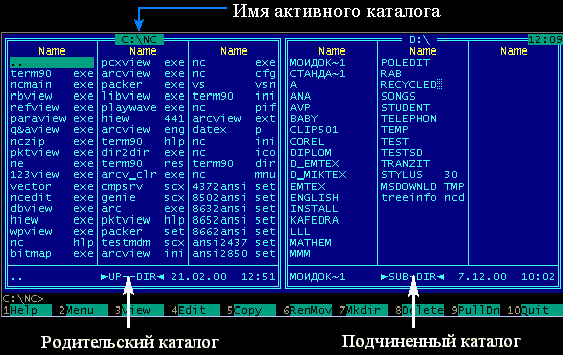 Имя активного каталога
C:\NC D:\ 12:09
Name Name Name Name Name Name
.. pcxview exe nc exe МОИДОК~1 POLEDIT
term90 exe arcview exe nc cfg СТАНДА~1 RAB
ncmain exe packer exe vs vsn A RECYCLED
rbview exe libview exe term90 ini ANA SONGS
refview exe playwave exe nc pif AVP STUDENT
paraview exe hiew 441 arcview ext BABY TELEPHON
q&aview exe arcview eng datex p CLIP501 TEMP
nczip exe term90 hlp nc ini COREL TEST
pktview exe dir2dir exe nc ico DIPLOM TESTSD
ne exe term90 res term90 dir D_EMTEX TRANZIT
123view exe arcv_clr exe nc mnu D_MIKTEX STYLUS 30
vector exe cmpsrv scx 4372ansi set EMTEX MSDOWNLD TMP
ncedit exe genie scx 8502ansi set ENGLISH treeinfo ncd
dbview exe arc exe 8632ansi set INSTALL
hiew exe pktview hlp 8652ansi set KAFEDRA
wpview exe packer set 8662ansi set LLL
nc hlp testmdm scx ansi2437 set MATHEM
bitmap exe arcview ini ansi2850 set MMM
.. ►UP--DIR◄ 21.02.00 12:51 МОИДОК~1 ►SUB-DIR◄ 7.12.00 10:02
C:\NC>
1Help 2Menu 3View 4Edit 5Copy 6RenMov 7Mkdir 8Delete 9PullDn 10Quit
Родительский каталог Подчиненный каталог